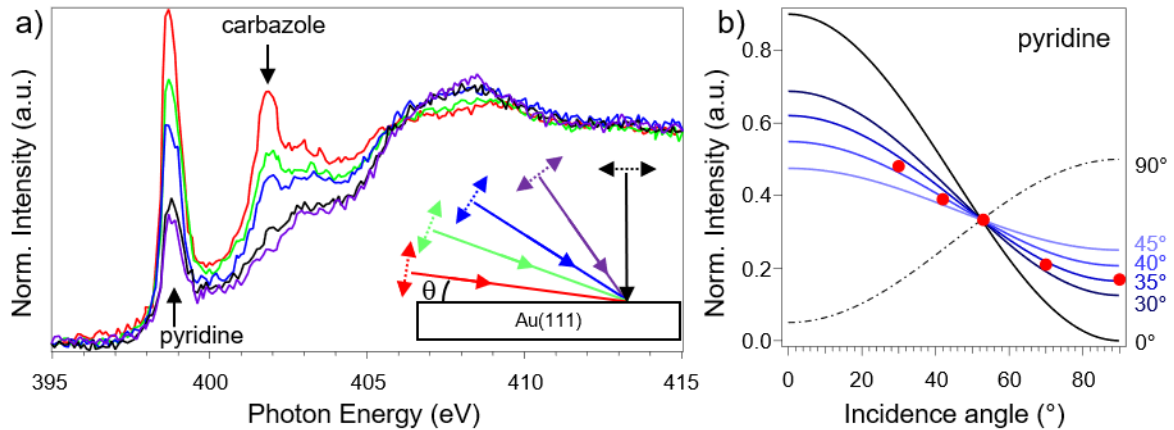 a)
Norm. Intensity (a.u.)
carbazole
pyridine
θ
Au(111)
395 400 405 410 415
Photon Energy (eV)
b)
Norm. Intensity (a.u.)
pyridine
0.8
0.6
0.4
0.2
0.0
90°
45°
40°
35°
30°
0°
0 20 40 60 80
Incidence angle (°)